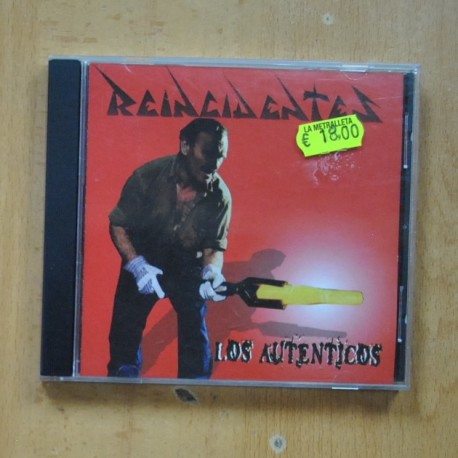 REINCIDENTES
LA METRALLETA
€ 18,00
LOS AUTENTICOS